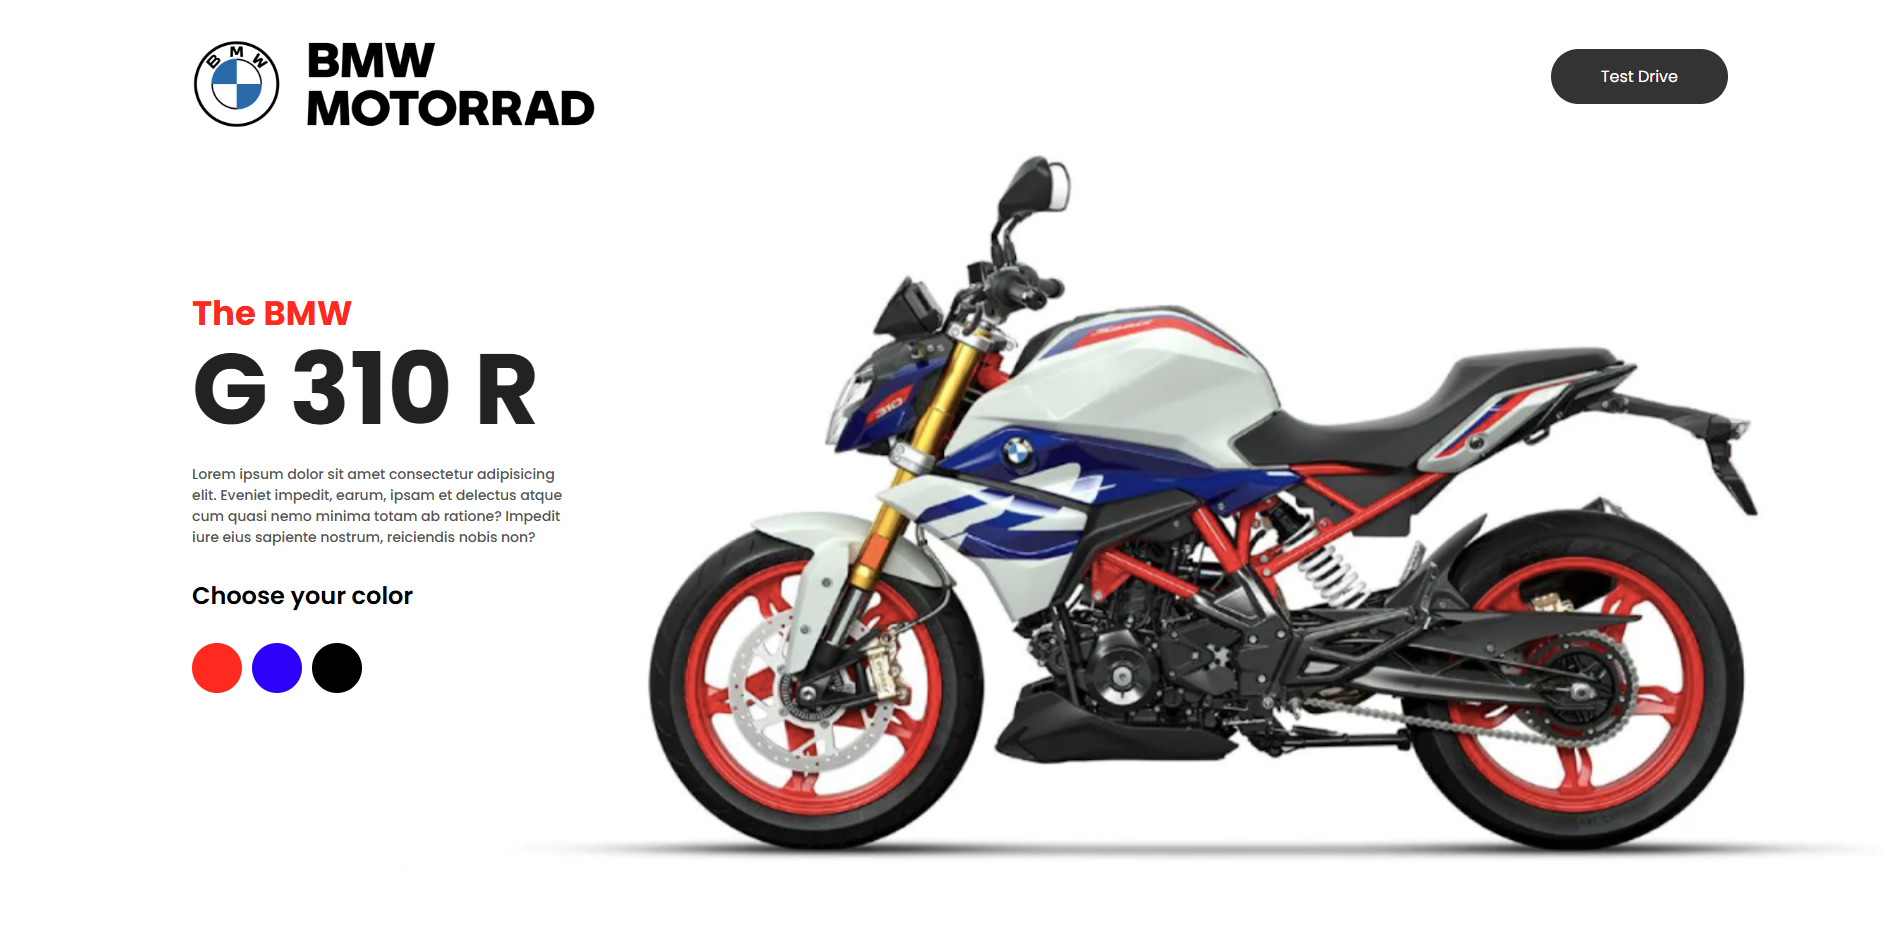 BMW
BMW
MOTORRAD
Test Drive
The BMW
G 310 R
Lorem ipsum dolor sit amet consectetur adipisicing
elit. Eveniet impedit, earum, ipsam et delectus atque
cum quasi nemo minima totam ab ratione? Impedit
iure eius sapiente nostrum, reiciendis nobis non?
Choose your color
310